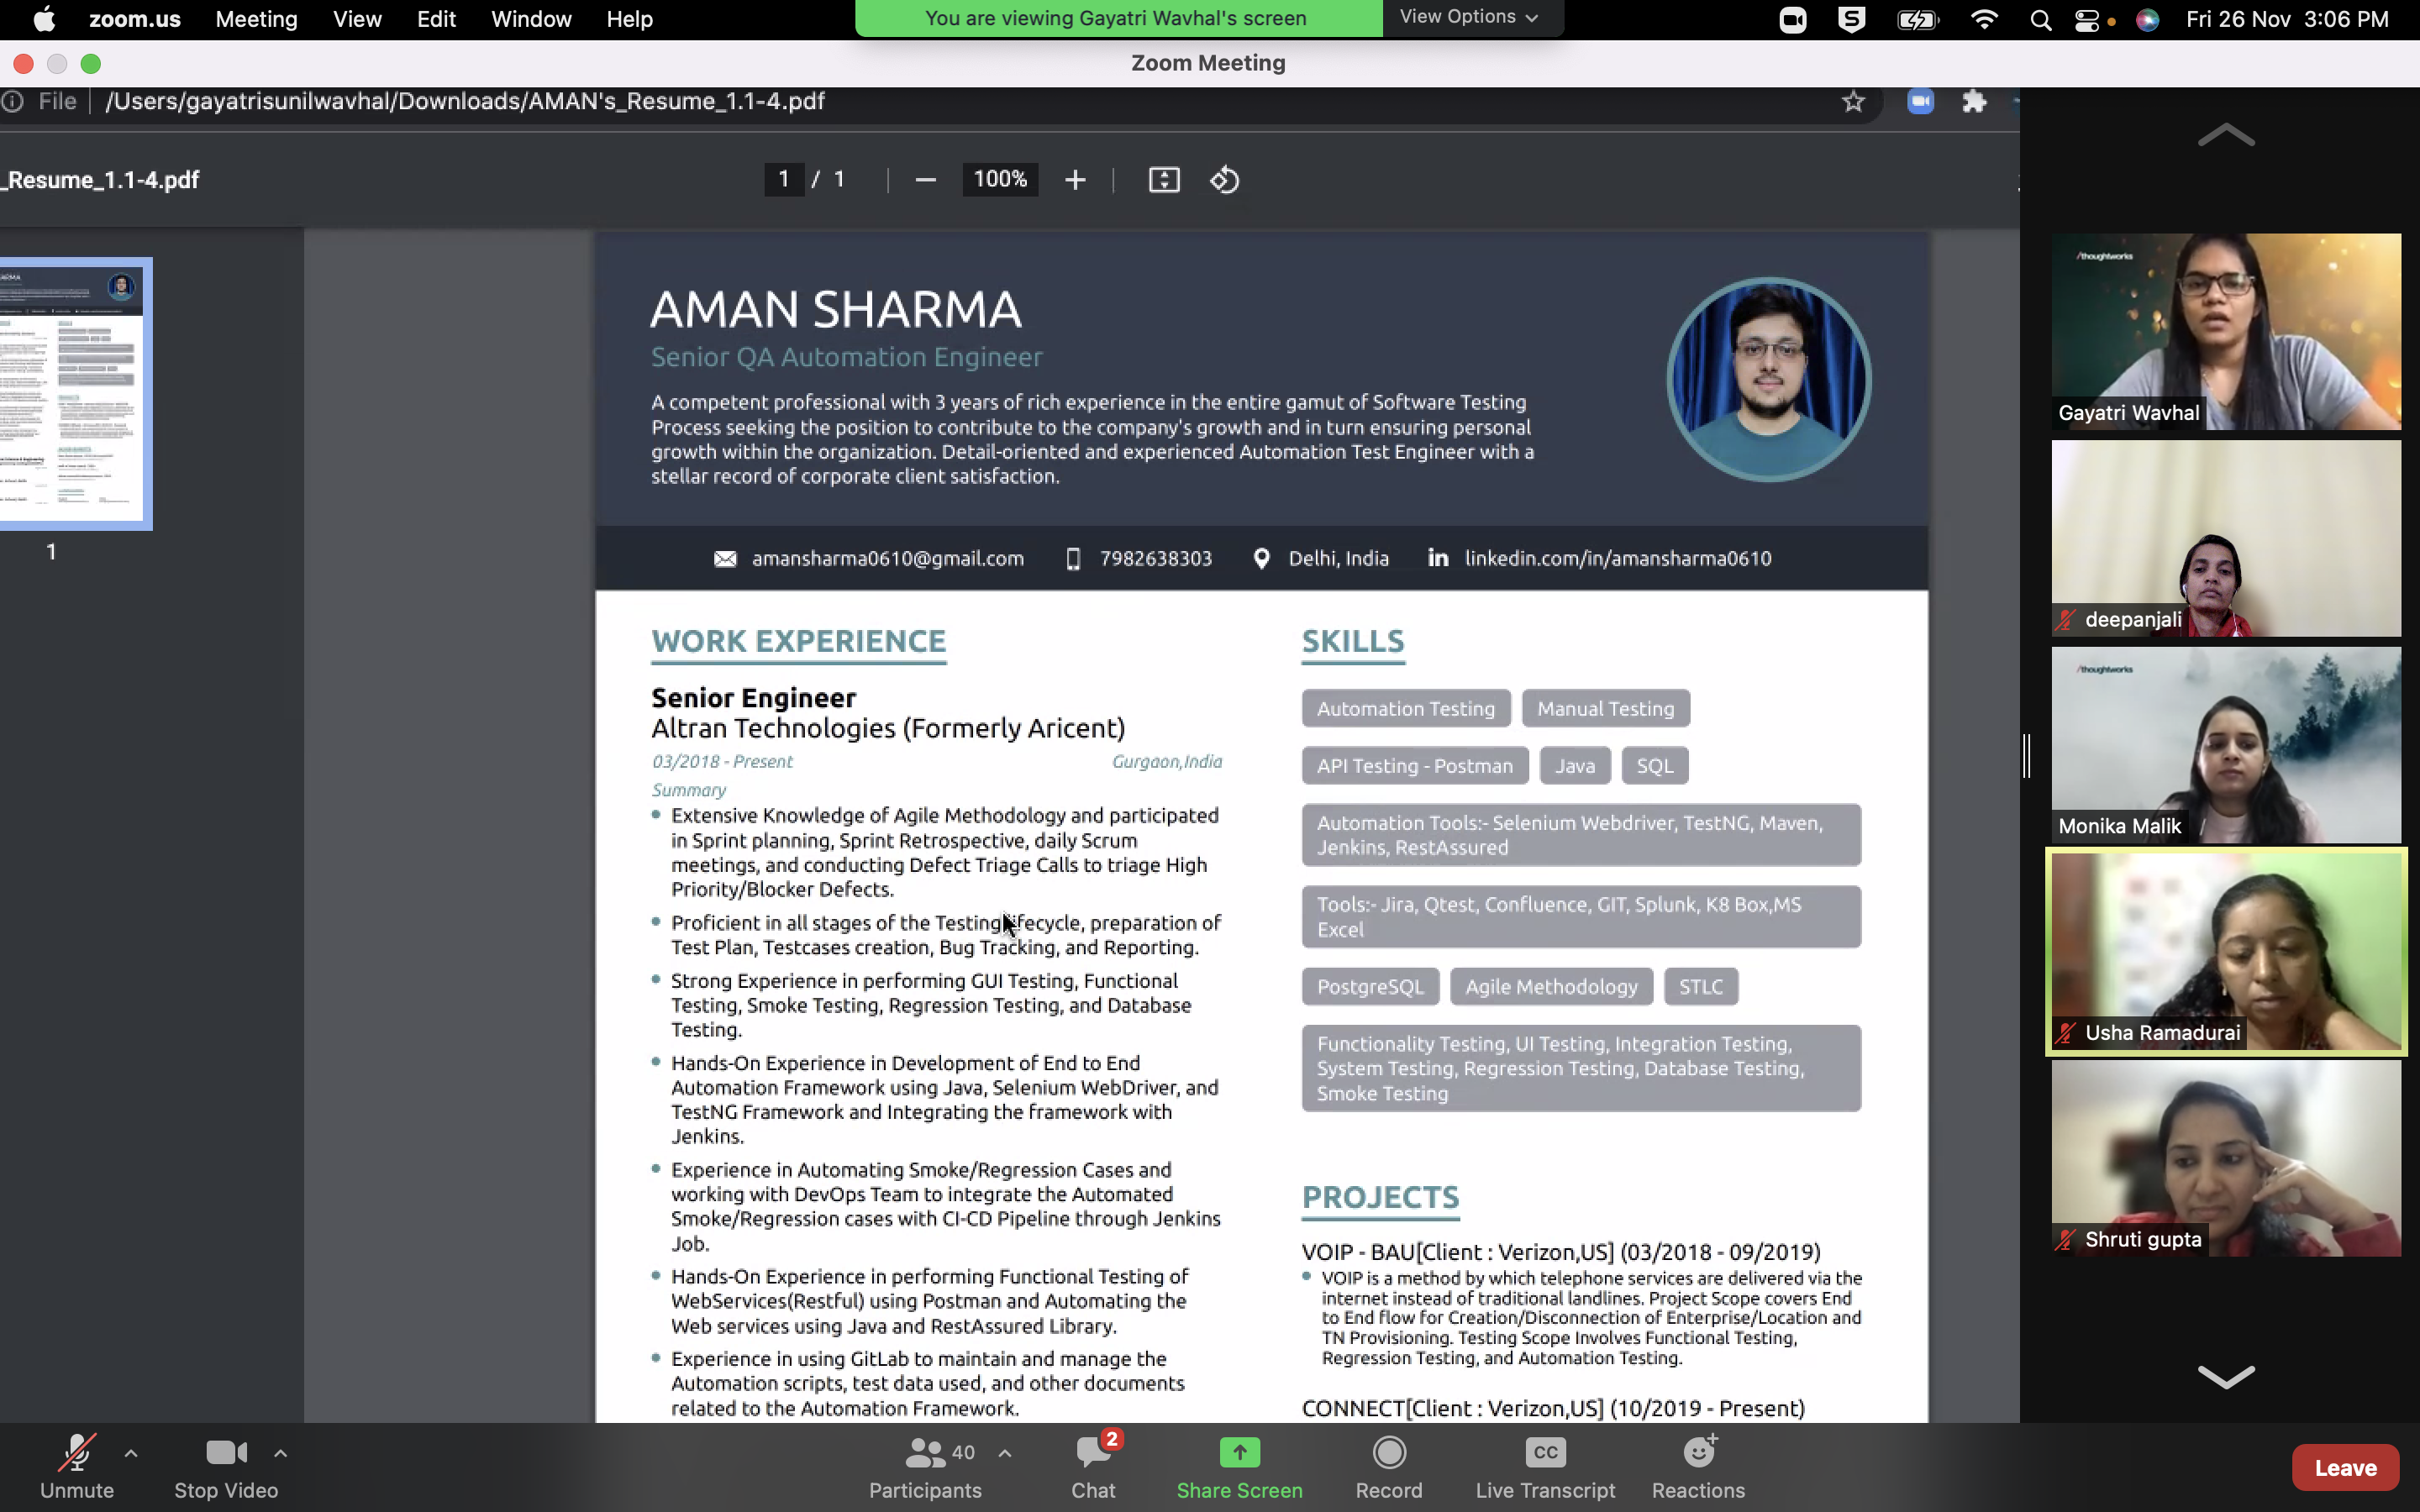 zoom.us Meeting View Edit Window Help
You are viewing Gayatri Wavhal's screen
View Options
S
Fri 26 Nov 3:06 PM
Zoom Meeting
File /Users/gayatrisunilwavhal/Downloads/AMAN's_Resume_1.1-4.pdf
_Resume_1.1-4.pdf
1 / 1
100%
1
AMAN SHARMA
Senior QA Automation Engineer
A competent professional with 3 years of rich experience in the entire gamut of Software Testing
Process seeking the position to contribute to the company's growth and in turn ensuring personal
growth within the organization. Detail-oriented and experienced Automation Test Engineer with a
stellar record of corporate client satisfaction.
amansharma0610@gmail.com 7982638303 Delhi, India in linkedin.com/in/amansharma0610
WORK EXPERIENCE
Senior Engineer
Altran Technologies (Formerly Aricent)
03/2018 - Present Gurgaon,India
Summary
Extensive Knowledge of Agile Methodology and participated
in Sprint planning, Sprint Retrospective, daily Scrum
meetings, and conducting Defect Triage Calls to triage High
Priority/Blocker Defects.
Proficient in all stages of the Testing lifecycle, preparation of
Test Plan, Testcases creation, Bug Tracking, and Reporting.
Strong Experience in performing GUI Testing, Functional
Testing, Smoke Testing, Regression Testing, and Database
Testing.
Hands-On Experience in Development of End to End
Automation Framework using Java, Selenium WebDriver, and
TestNG Framework and Integrating the framework with
Jenkins.
Experience in Automating Smoke/Regression Cases and
working with DevOps Team to integrate the Automated
Smoke/Regression cases with CI-CD Pipeline through Jenkins
Job.
Hands-On Experience in performing Functional Testing of
WebServices(Restful) using Postman and Automating the
Web services using Java and RestAssured Library.
Experience in using GitLab to maintain and manage the
Automation scripts, test data used, and other documents
related to the Automation Framework.
SKILLS
Automation Testing Manual Testing
API Testing - Postman Java SQL
Automation Tools:- Selenium Webdriver, TestNG, Maven,
Jenkins, RestAssured
Tools:- Jira, Qtest, Confluence, GIT, Splunk, K8 Box,MS
Excel
PostgreSQL Agile Methodology STLC
Functionality Testing, UI Testing, Integration Testing,
System Testing, Regression Testing, Database Testing,
Smoke Testing
PROJECTS
VOIP - BAU[Client : Verizon,US] (03/2018 - 09/2019)
VOIP is a method by which telephone services are delivered via the
internet instead of traditional landlines. Project Scope covers End
to End flow for Creation/Disconnection of Enterprise/Location and
TN Provisioning. Testing Scope Involves Functional Testing,
Regression Testing, and Automation Testing.
CONNECT[Client : Verizon,US] (10/2019 - Present)
/thoughtworks
Gayatri Wavhal
deepanjali
/thoughtworks
Monika Malik
Usha Ramadurai
Shruti gupta
Unmute
Stop Video
40
Participants
2
Chat
Share Screen
Record
CC
Live Transcript
Reactions
Leave